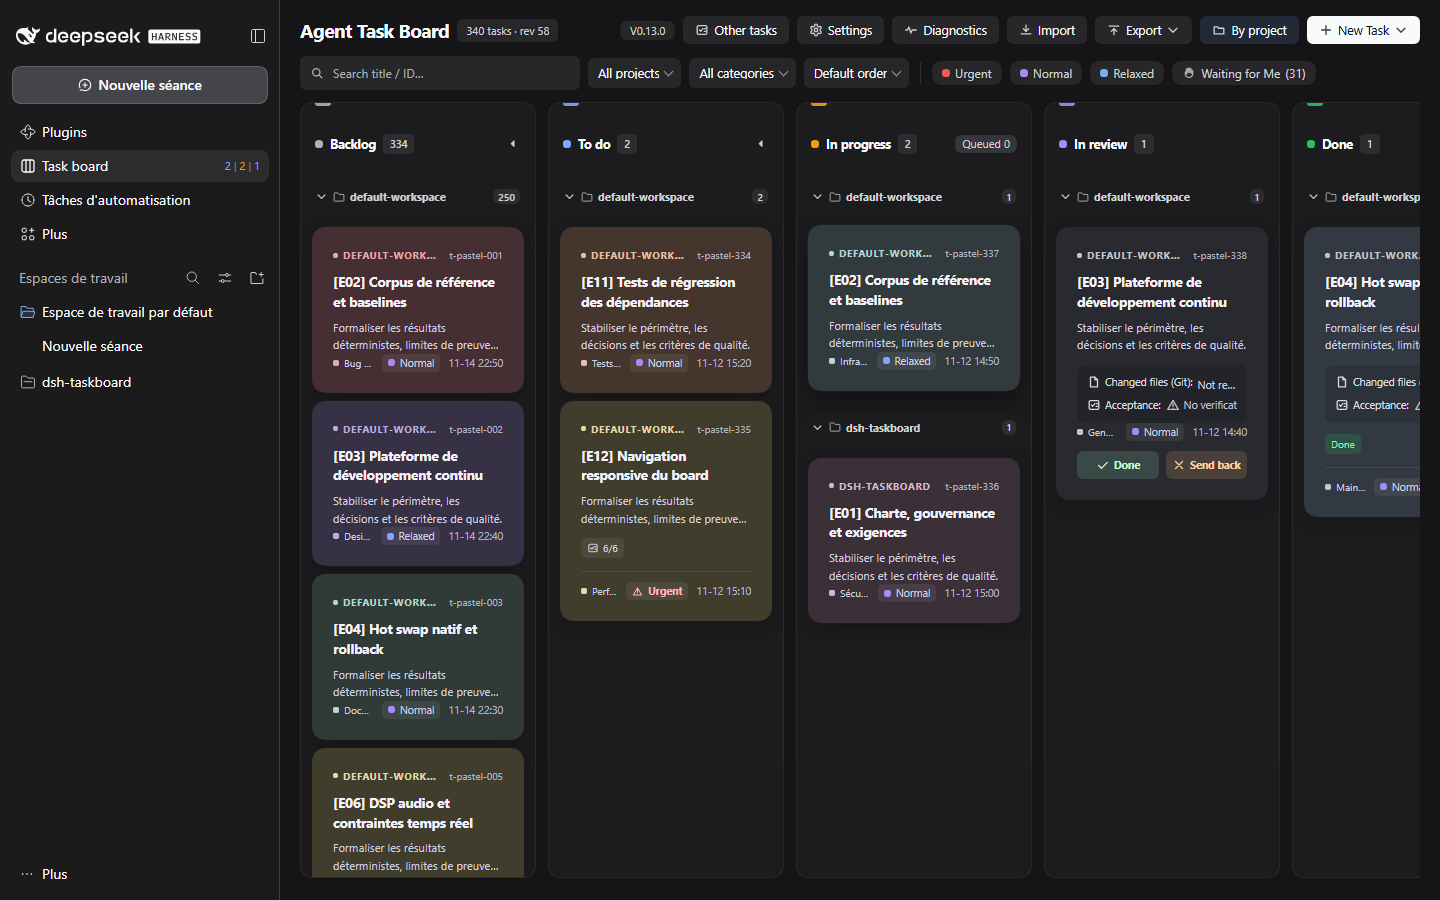 deepseek HARNESS
Nouvelle séance
Plugins
Task board 2 | 2 | 1
Tâches d'automatisation
Plus
Espaces de travail
Espace de travail par défaut
Nouvelle séance
dsh-taskboard
Plus
Agent Task Board 340 tasks · rev 58 V0.13.0 Other tasks Settings Diagnostics Import Export By project New Task
Search title / ID... All projects All categories Default order Urgent Normal Relaxed Waiting for Me (31)
Backlog 334
default-workspace 250
DEFAULT-WORK... t-pastel-001
[E02] Corpus de référence
et baselines
Formaliser les résultats
déterministes, limites de preuve...
Bug ... Normal 11-14 22:50
DEFAULT-WORK... t-pastel-002
[E03] Plateforme de
développement continu
Stabiliser le périmètre, les
décisions et les critères de qualité.
Desi... Relaxed 11-14 22:40
DEFAULT-WORK... t-pastel-003
[E04] Hot swap natif et
rollback
Formaliser les résultats
déterministes, limites de preuve...
Doc... Normal 11-14 22:30
DEFAULT-WORK... t-pastel-005
[E06] DSP audio et
contraintes temps réel
Formaliser les résultats
déterministes, limites de preuve...
To do 2
default-workspace 2
DEFAULT-WORK... t-pastel-334
[E11] Tests de régression
des dépendances
Stabiliser le périmètre, les
décisions et les critères de qualité.
Tests... Normal 11-12 15:20
DEFAULT-WORK... t-pastel-335
[E12] Navigation
responsive du board
Formaliser les résultats
déterministes, limites de preuve...
6/6
Perf... Urgent 11-12 15:10
In progress 2 Queued 0
default-workspace 1
DEFAULT-WORK... t-pastel-337
[E02] Corpus de référence
et baselines
Formaliser les résultats
déterministes, limites de preuve...
Infra... Relaxed 11-12 14:50
dsh-taskboard 1
DSH-TASKBOARD t-pastel-336
[E01] Charte, gouvernance
et exigences
Stabiliser le périmètre, les
décisions et les critères de qualité.
Sécu... Normal 11-12 15:00
In review 1
default-workspace 1
DEFAULT-WORK... t-pastel-338
[E03] Plateforme de
développement continu
Stabiliser le périmètre, les
décisions et les critères de qualité.
Changed files (Git): Not re...
Acceptance: No verificat
Gen... Normal 11-12 14:40
Done Send back
Done 1
default-worksp
DEFAULT-WORK.
[E04] Hot swap
rollback
Formaliser les résul
déterministes, limit
Changed files
Acceptance:
Done
Main... Norma